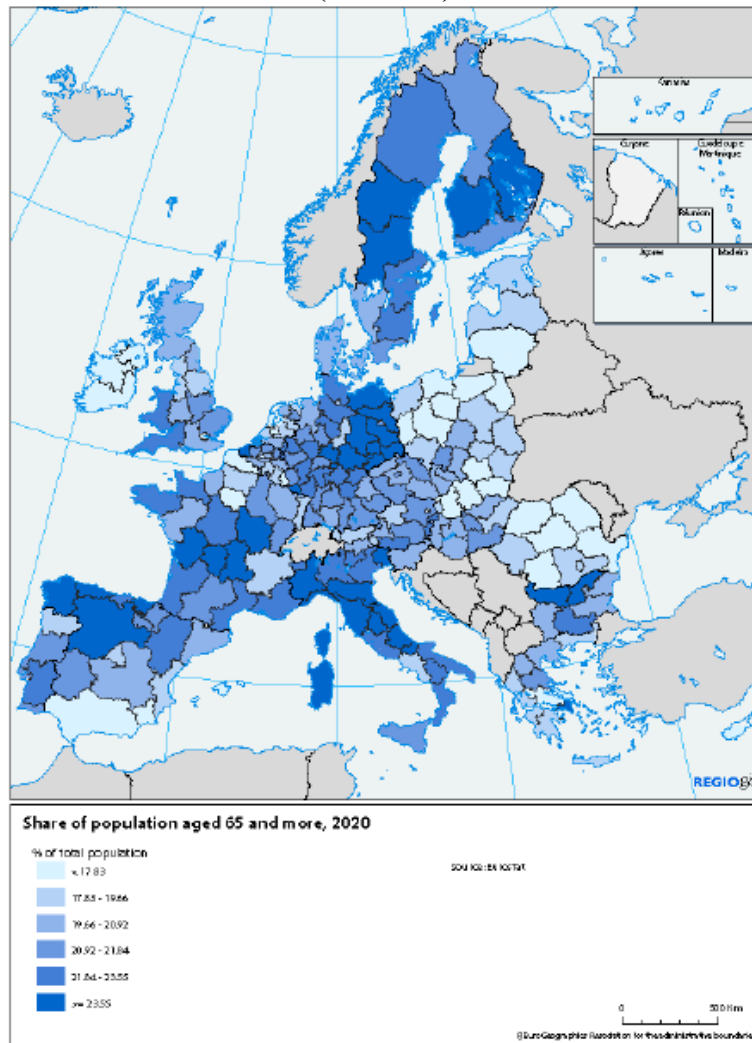 Canarias
Guyane
Guadeloupe
Martinique
Réunion
Açores
Madeira
REGIO
Share of population aged 65 and more, 2020
% of total population
< 17.83
17.83 - 19.66
19.66 - 20.92
20.92 - 21.84
21.84 - 23.55
>= 23.55
Source: Eurostat
0
500 Km
© EuroGeographics Association for the administrative boundaries